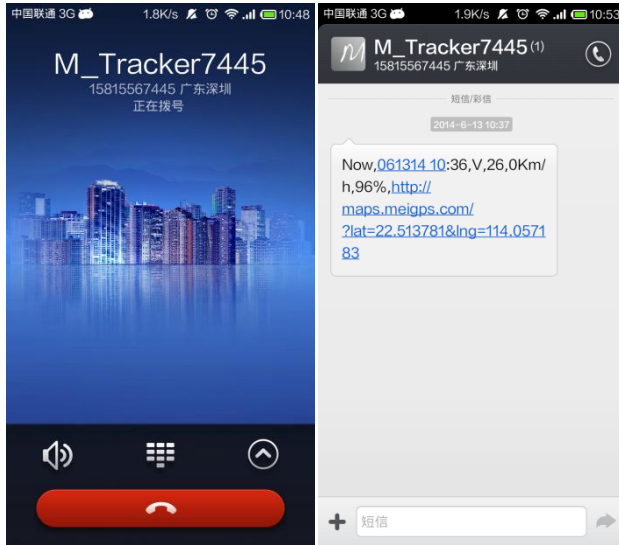 中国联通 3G 1.8K/s 10:48
M_Tracker7445
15815567445 广东深圳
正在拨号
中国联通 3G 1.9K/s 10:53
M_Tracker7445 (1)
15815567445 广东深圳
短信/彩信
2014-6-13 10:37
Now,061314 10:36,V,26,0Km/
h,96%,http://
maps.meigps.com/
?lat=22.513781&lng=114.0571
83
短信